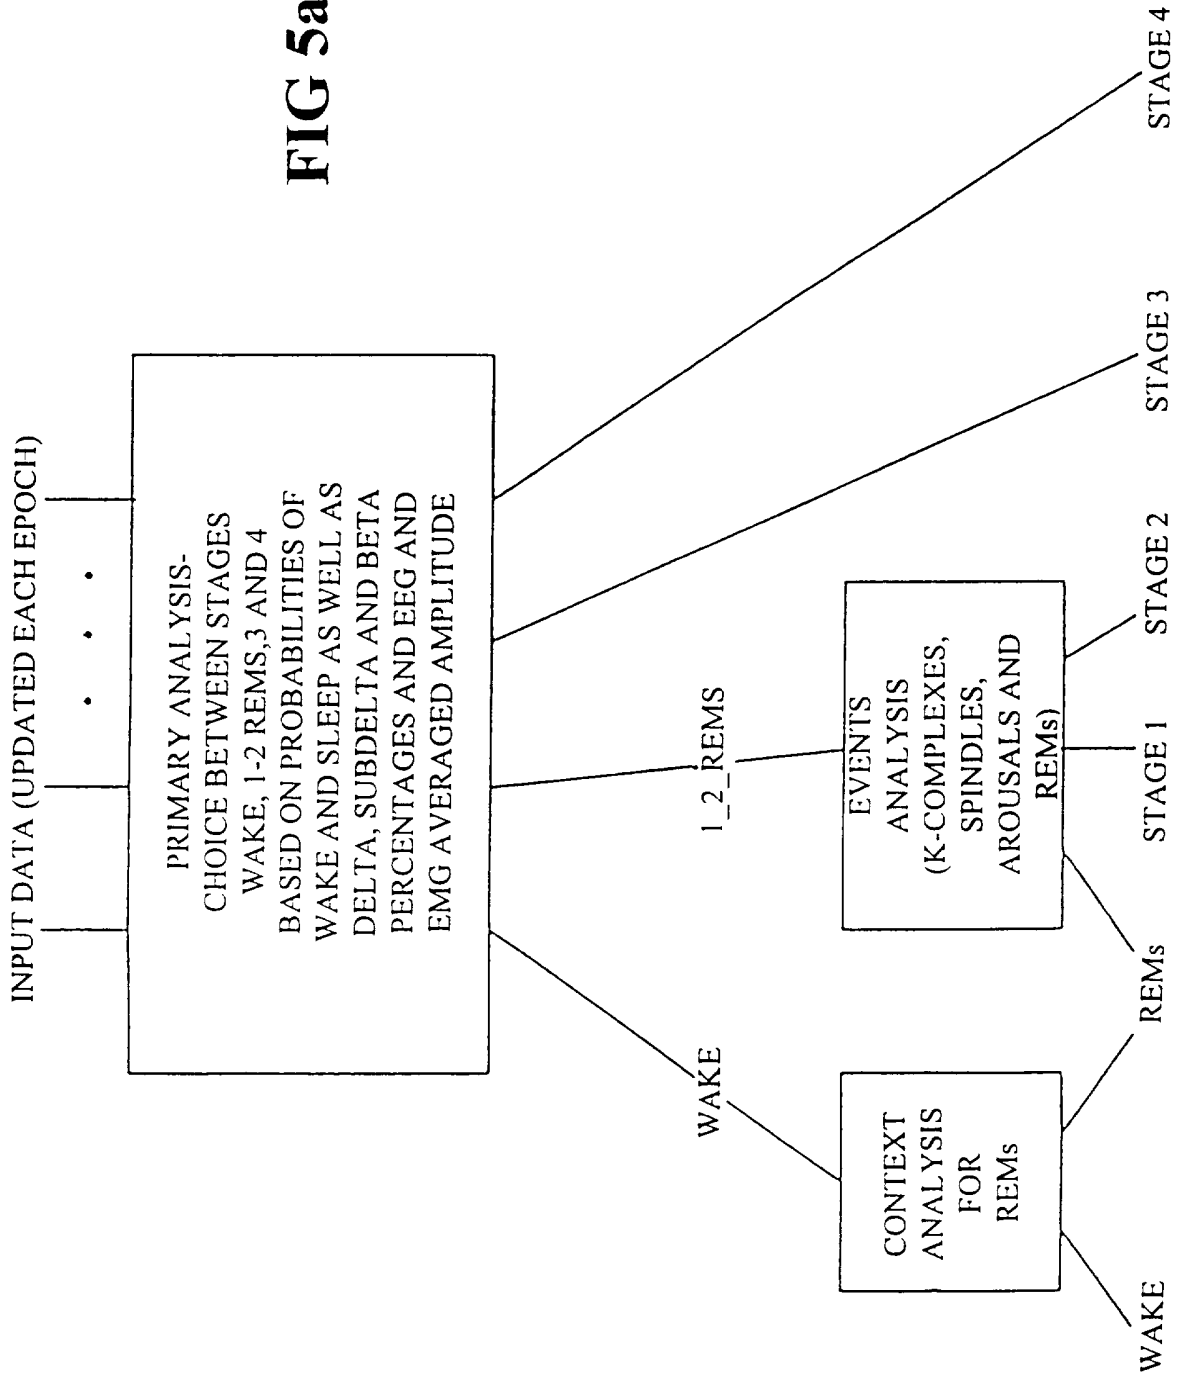 INPUT DATA (UPDATED EACH EPOCH)
FIG 5a
PRIMARY ANALYSIS-
CHOICE BETWEEN STAGES
WAKE, 1-2 REMS,3 AND 4
BASED ON PROBABILITIES OF
WAKE AND SLEEP AS WELL AS
DELTA, SUBDELTA AND BETA
PERCENTAGES AND EEG AND
EMG AVERAGED AMPLITUDE
WAKE
1_2_REMS
CONTEXT
ANALYSIS
FOR
REMs
EVENTS
ANALYSIS
(K-COMPLEXES,
SPINDLES,
AROUSALS AND
REMs)
WAKE
REMs
STAGE 1
STAGE 2
STAGE 3
STAGE 4